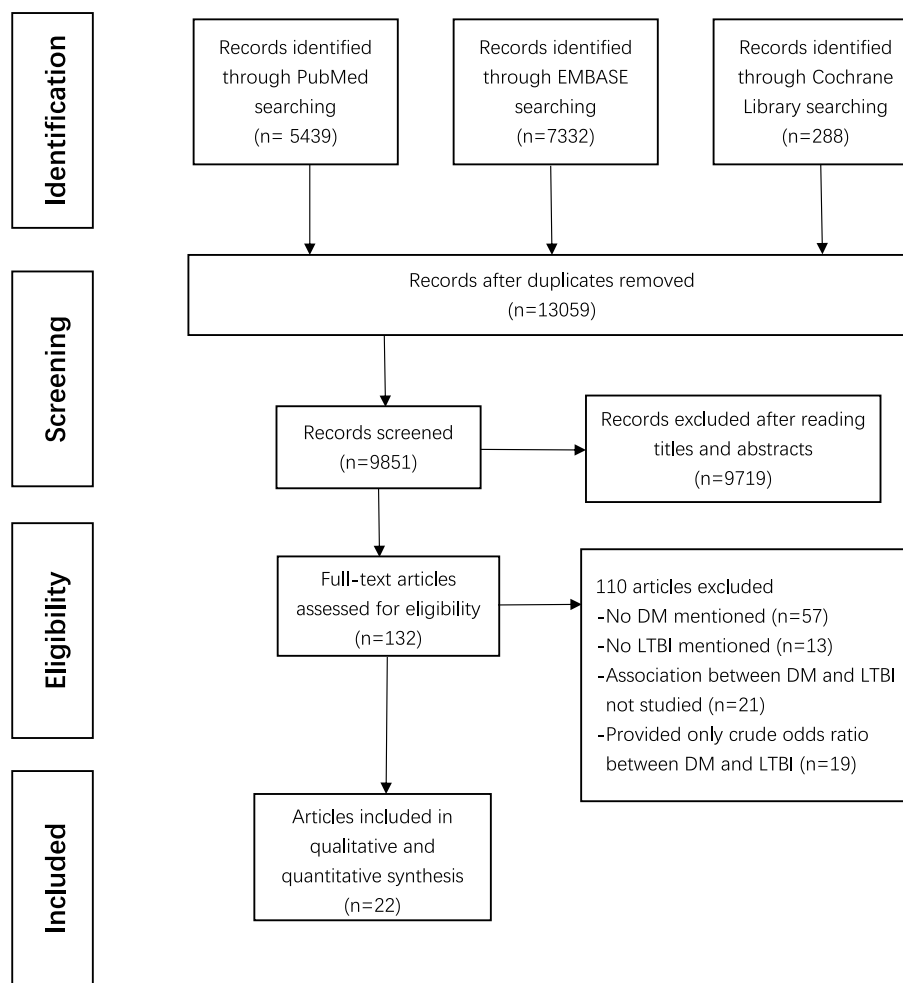 Identification
Records identified
through PubMed
searching
(n= 5439)
Records identified
through EMBASE
searching
(n=7332)
Records identified
through Cochrane
Library searching
(n=288)
Screening
Records after duplicates removed
(n=13059)
Records screened
(n=9851)
Records excluded after reading
titles and abstracts
(n=9719)
Eligibility
Full-text articles
assessed for eligibility
(n=132)
110 articles excluded
-No DM mentioned (n=57)
-No LTBI mentioned (n=13)
-Association between DM and LTBI
not studied (n=21)
-Provided only crude odds ratio
between DM and LTBI (n=19)
Included
Articles included in
qualitative and
quantitative synthesis
(n=22)